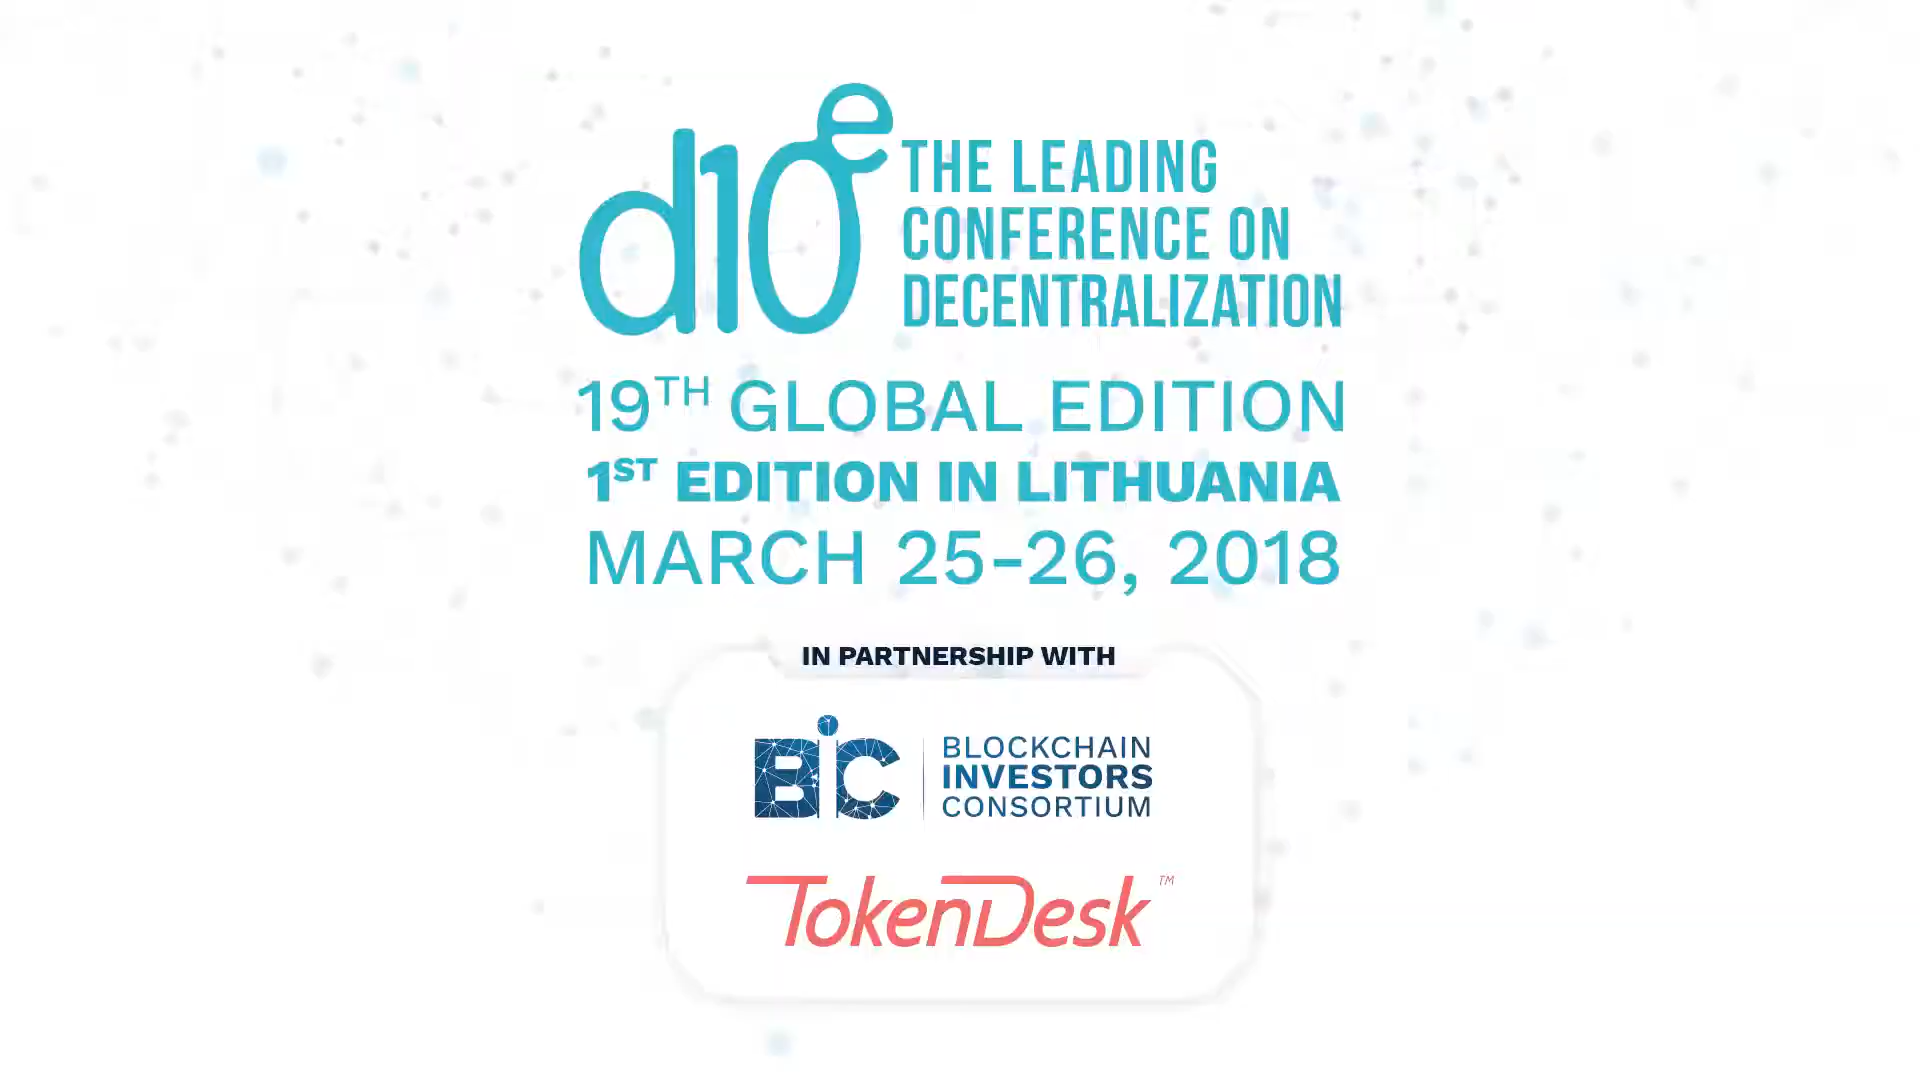 d10e
THE LEADING
CONFERENCE ON
DECENTRALIZATION
19TH GLOBAL EDITION
1ST EDITION IN LITHUANIA
MARCH 25-26, 2018
IN PARTNERSHIP WITH
BiC
BLOCKCHAIN
INVESTORS
CONSORTIUM
TokenDesk™